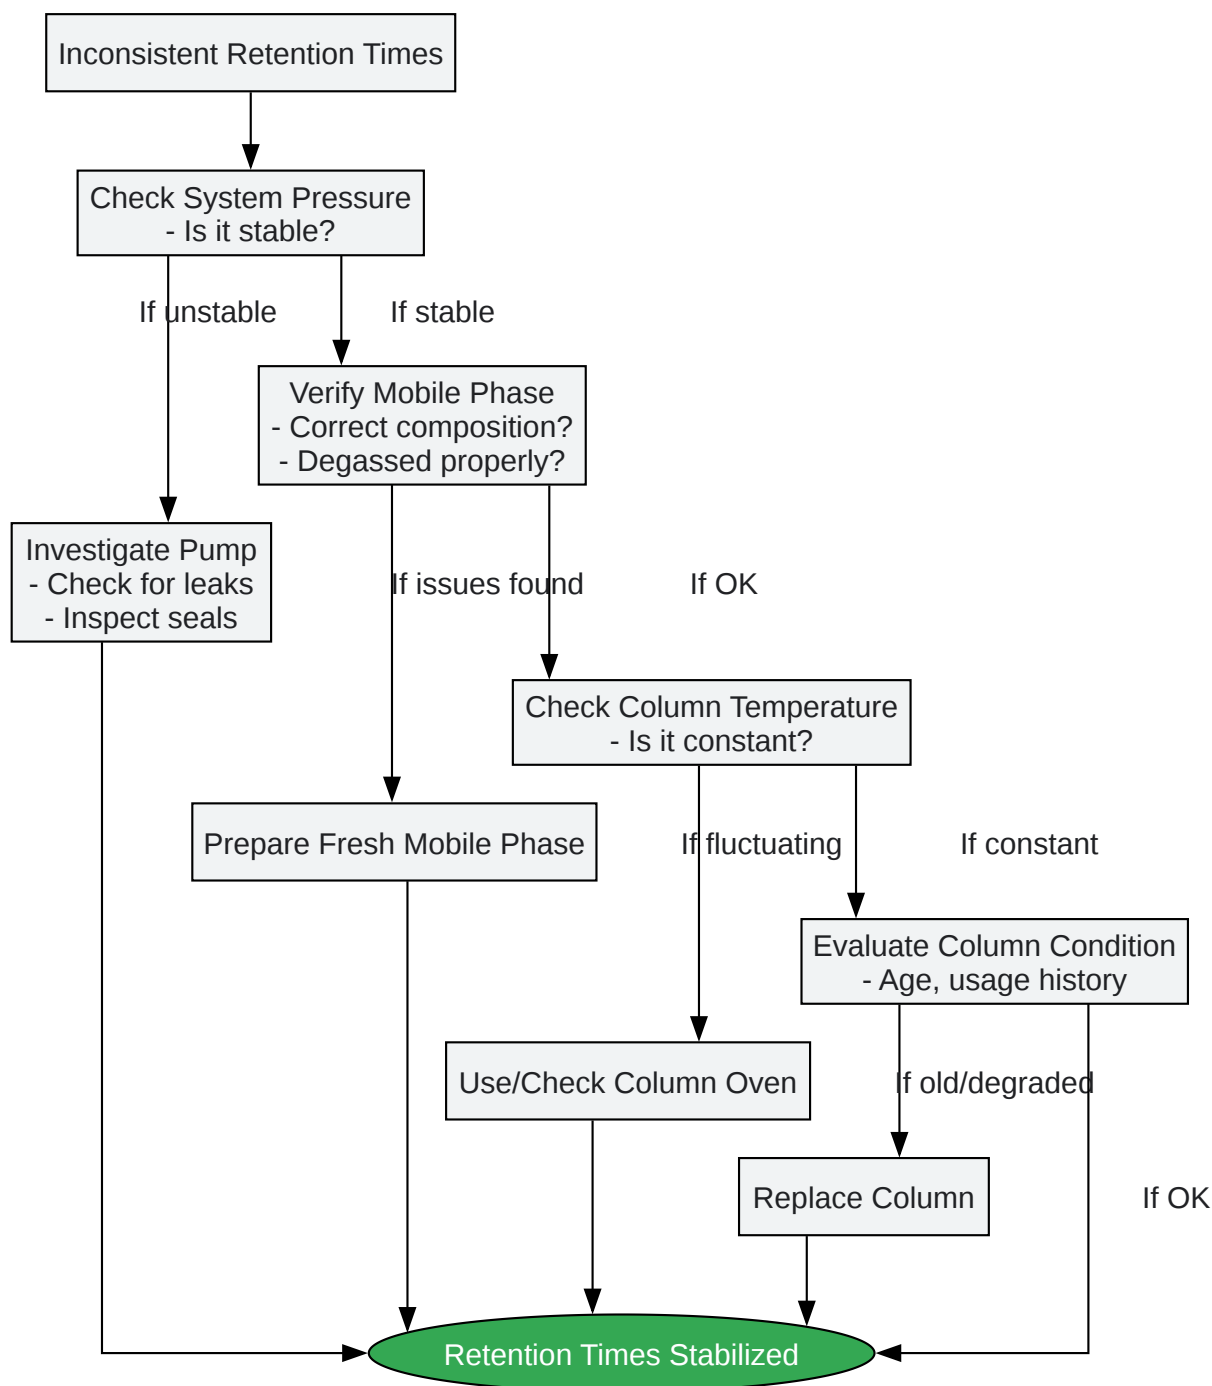 Inconsistent Retention Times
Check System Pressure
- Is it stable?
If unstable
If stable
Verify Mobile Phase
- Correct composition?
- Degassed properly?
Investigate Pump
- Check for leaks
- Inspect seals
If issues found
If OK
Check Column Temperature
- Is it constant?
Prepare Fresh Mobile Phase
If fluctuating
If constant
Evaluate Column Condition
- Age, usage history
Use/Check Column Oven
If old/degraded
Replace Column
If OK
Retention Times Stabilized